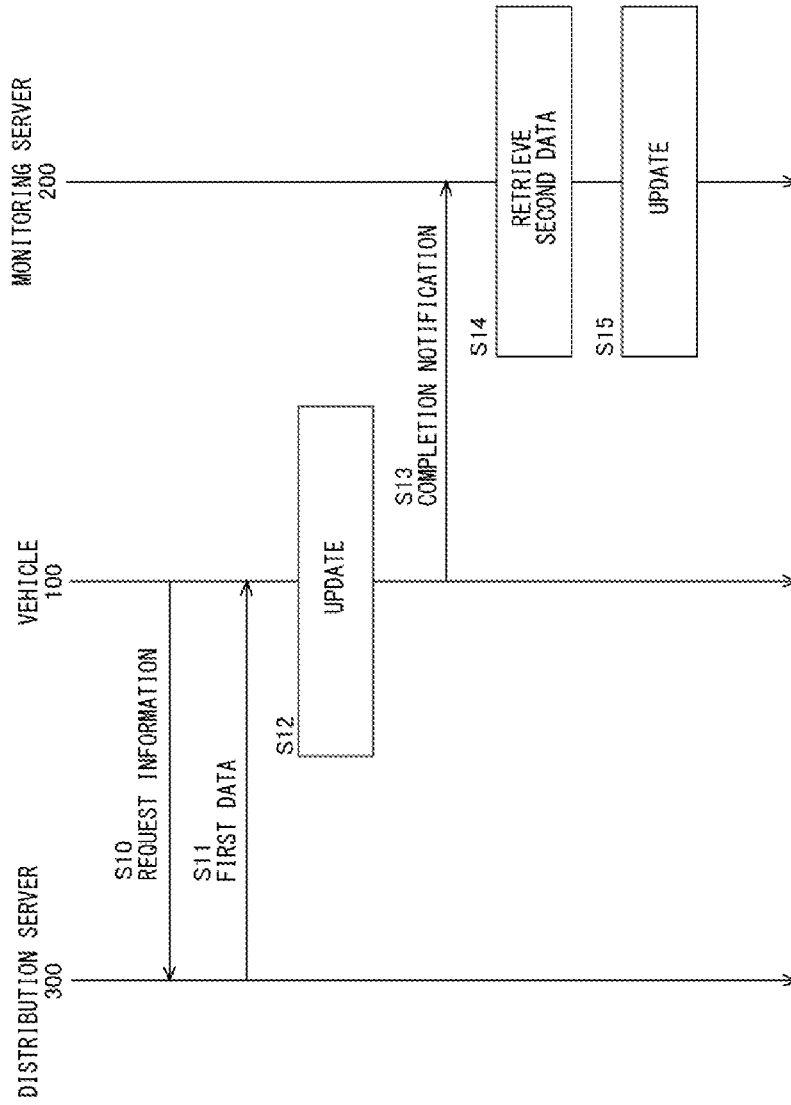 DISTRIBUTION SERVER
300
VEHICLE
100
MONITORING SERVER
200
S10
REQUEST INFORMATION
S11
FIRST DATA
S12
UPDATE
S13
COMPLETION NOTIFICATION
S14
RETRIEVE
SECOND DATA
S15
UPDATE